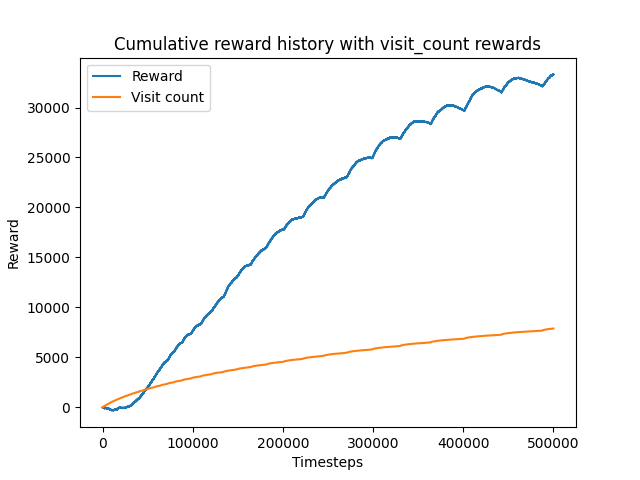 Cumulative reward history with visit_count rewards
Reward
Visit count
30000
25000
20000
15000
10000
5000
0
Reward
0
100000
200000
300000
400000
500000
Timesteps